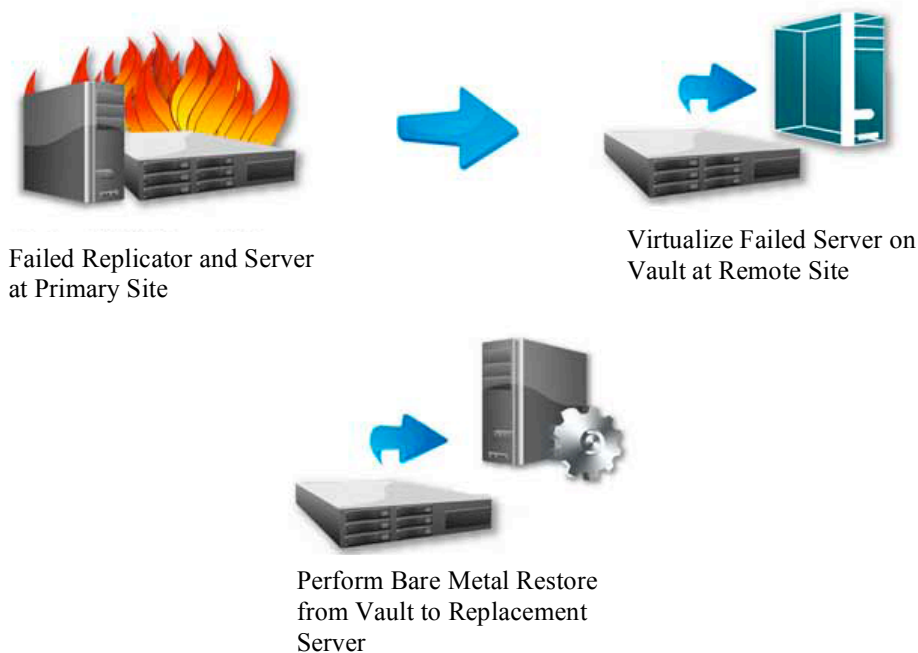 Failed Replicator and Server
at Primary Site
Virtualize Failed Server on
Vault at Remote Site
Perform Bare Metal Restore
from Vault to Replacement
Server